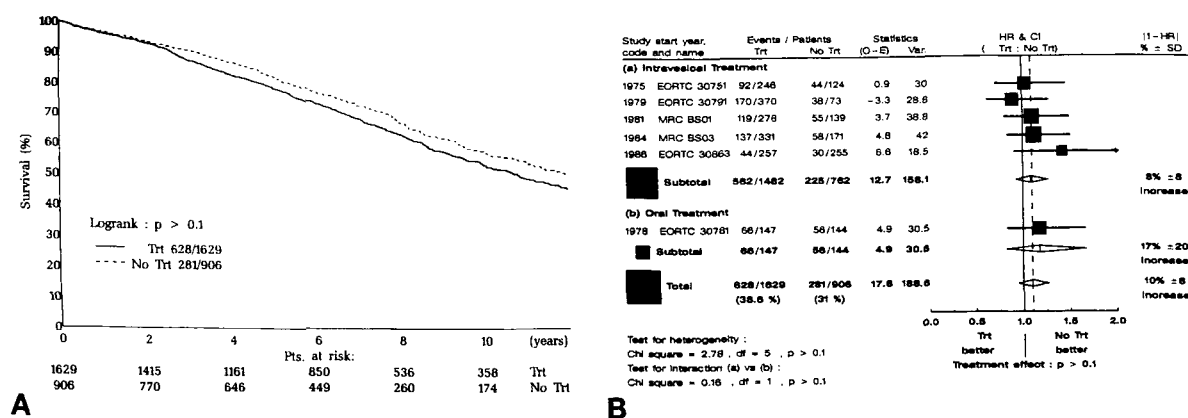 100
90
80
70
60
50
40
30
20
10
0
Survival (%)
Logrank : p > 0.1
Trt 628/1629
No Trt 281/906
0 2 4 6 8 10 (years)
Pts. at risk:
1629 1415 1161 850 536 358 Trt
906 770 646 449 260 174 No Trt
A
Study start year, Events / Patients Statistics HR & CI |1-HR|
code and name Trt No Trt (O-E) Var. ( Trt : No Trt) % ± SD
(a) Intravesical Treatment
1975 EORTC 30751 92/246 44/124 0.9 30
1979 EORTC 30791 170/370 38/73 -3.3 28.8
1981 MRC BS01 119/276 55/139 3.7 38.8
1984 MRC BS03 137/331 58/171 4.8 42
1986 EORTC 30863 44/257 30/255 6.6 18.5
Subtotal 562/1482 225/762 12.7 158.1 8% ±8
Increase
(b) Oral Treatment
1978 EORTC 30781 66/147 56/144 4.9 30.5
Subtotal 66/147 56/144 4.9 30.5 17% ±20
Increase
Total 628/1629 281/906 17.6 188.6 10% ±8
(38.6 %) (31 %) Increase
0.0 0.5 1.0 1.5 2.0
Trt No Trt
better better
Treatment effect : p > 0.1
Test for heterogeneity :
Chi square = 2.78 , df = 5 , p > 0.1
Test for interaction (a) vs (b) :
Chi square = 0.16 , df = 1 , p > 0.1
B